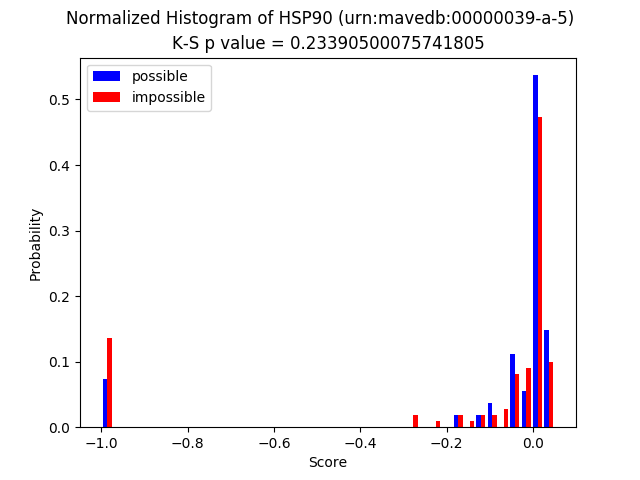 Normalized Histogram of HSP90 (urn:mavedb:00000039-a-5)
K-S p value = 0.23390500075741805
possible
impossible
Probability
0.5
0.4
0.3
0.2
0.1
0.0
−1.0
−0.8
−0.6
−0.4
−0.2
0.0
Score